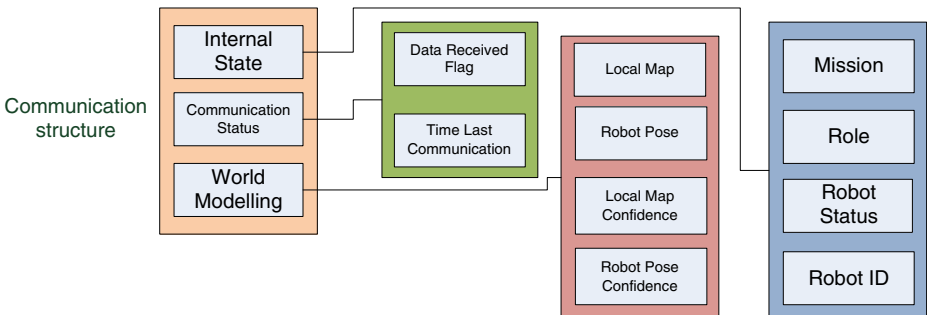 Communication
structure
Internal
State
Communication
Status
World
Modelling
Data Received
Flag
Time Last
Communication
Local Map
Robot Pose
Local Map
Confidence
Robot Pose
Confidence
Mission
Role
Robot
Status
Robot ID